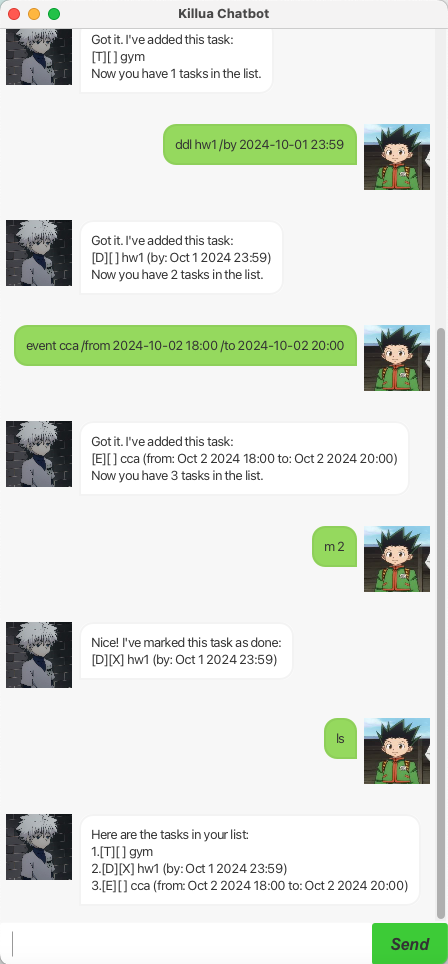 Killua Chatbot
Got it. I've added this task:
[T][ ] gym
Now you have 1 tasks in the list.
ddl hw1 /by 2024-10-01 23:59
Got it. I've added this task:
[D][ ] hw1 (by: Oct 1 2024 23:59)
Now you have 2 tasks in the list.
event cca /from 2024-10-02 18:00 /to 2024-10-02 20:00
Got it. I've added this task:
[E][ ] cca (from: Oct 2 2024 18:00 to: Oct 2 2024 20:00)
Now you have 3 tasks in the list.
m 2
Nice! I've marked this task as done:
[D][X] hw1 (by: Oct 1 2024 23:59)
ls
Here are the tasks in your list:
1.[T][ ] gym
2.[D][X] hw1 (by: Oct 1 2024 23:59)
3.[E][ ] cca (from: Oct 2 2024 18:00 to: Oct 2 2024 20:00)
Send